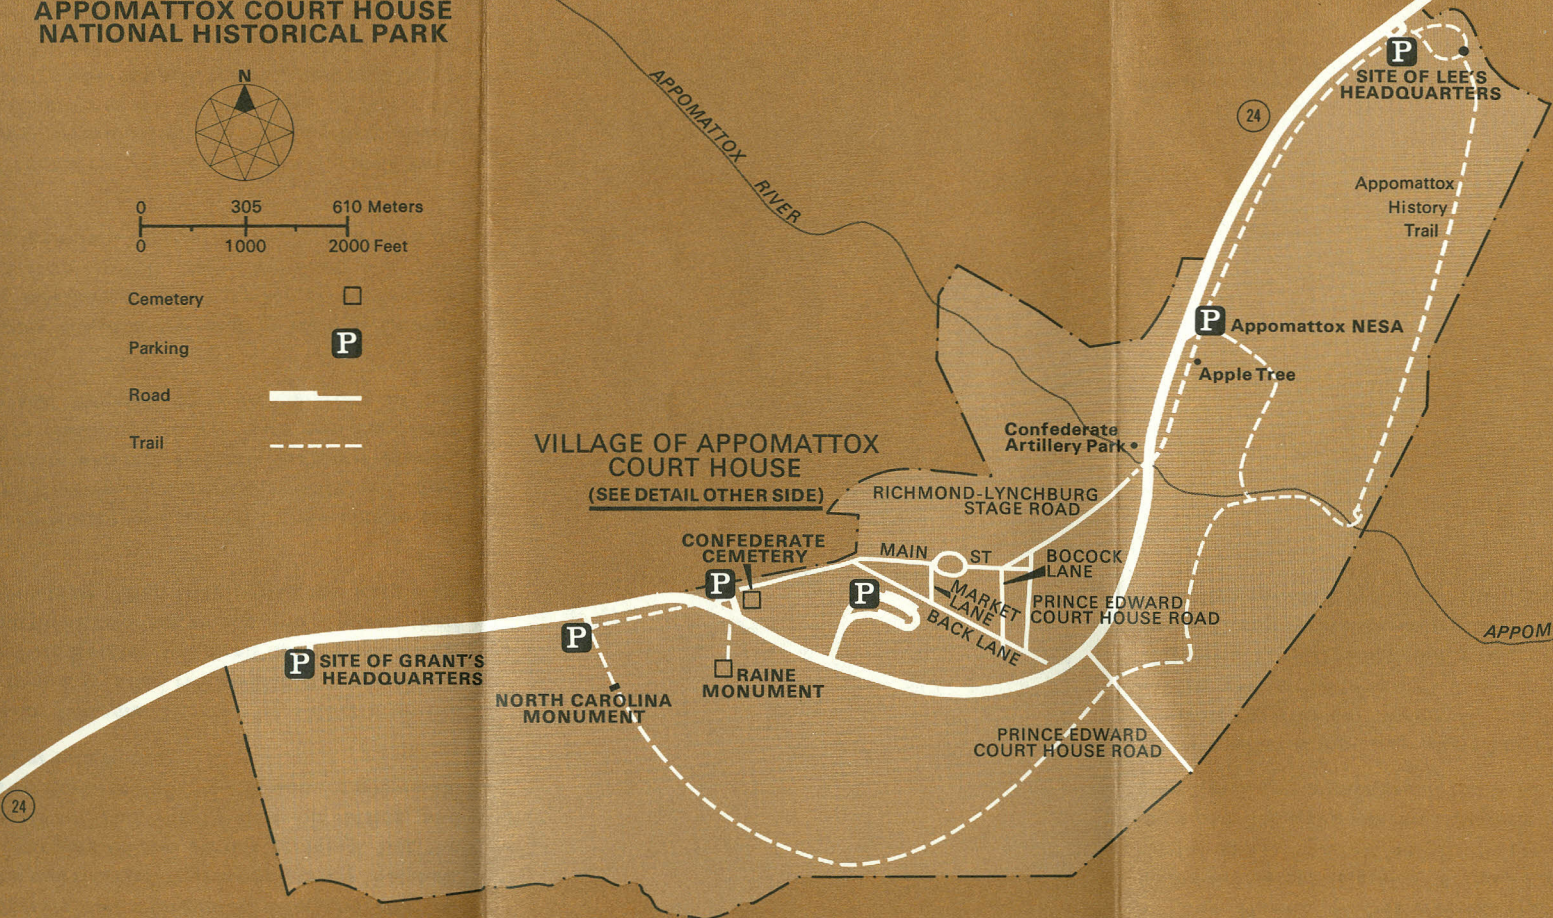 APPOMATTOX COURT HOUSE
NATIONAL HISTORICAL PARK
N
0 305 610 Meters
0 1000 2000 Feet
Cemetery
Parking P
Road
Trail
APPOMATTOX RIVER
24
P
SITE OF LEE'S
HEADQUARTERS
Appomattox
History
Trail
P Appomattox NESA
Apple Tree
Confederate
Artillery Park
VILLAGE OF APPOMATTOX
COURT HOUSE
(SEE DETAIL OTHER SIDE)
RICHMOND-LYNCHBURG
STAGE ROAD
CONFEDERATE
CEMETERY
MAIN ST
BOCOCK
LANE
P
P
MARKET
LANE
PRINCE EDWARD
COURT HOUSE ROAD
BACK LANE
APPOM
P
P SITE OF GRANT'S
HEADQUARTERS
RAINE
MONUMENT
NORTH CAROLINA
MONUMENT
PRINCE EDWARD
COURT HOUSE ROAD
24